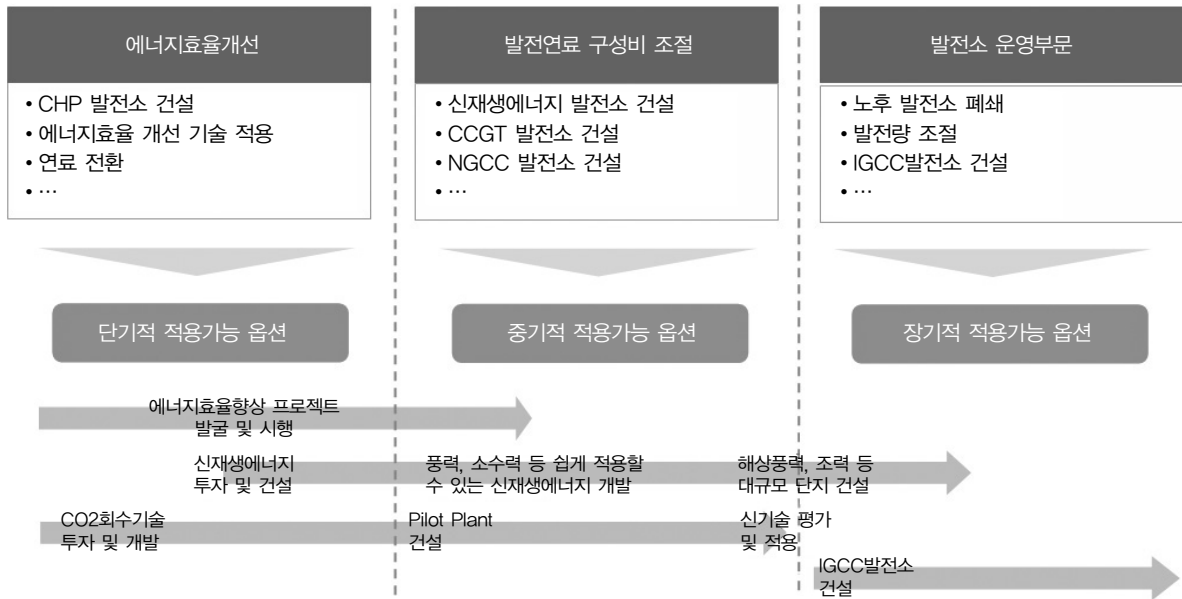 에너지효율개선
• CHP 발전소 건설
• 에너지효율 개선 기술 적용
• 연료 전환
• …
발전연료 구성비 조절
• 신재생에너지 발전소 건설
• CCGT 발전소 건설
• NGCC 발전소 건설
• …
발전소 운영부문
• 노후 발전소 폐쇄
• 발전량 조절
• IGCC발전소 건설
• …
단기적 적용가능 옵션
중기적 적용가능 옵션
장기적 적용가능 옵션
에너지효율향상 프로젝트
발굴 및 시행
신재생에너지
투자 및 건설
풍력, 소수력 등 쉽게 적용할
수 있는 신재생에너지 개발
해상풍력, 조력 등
대규모 단지 건설
CO2회수기술
투자 및 개발
Pilot Plant
건설
신기술 평가
및 적용
IGCC발전소
건설